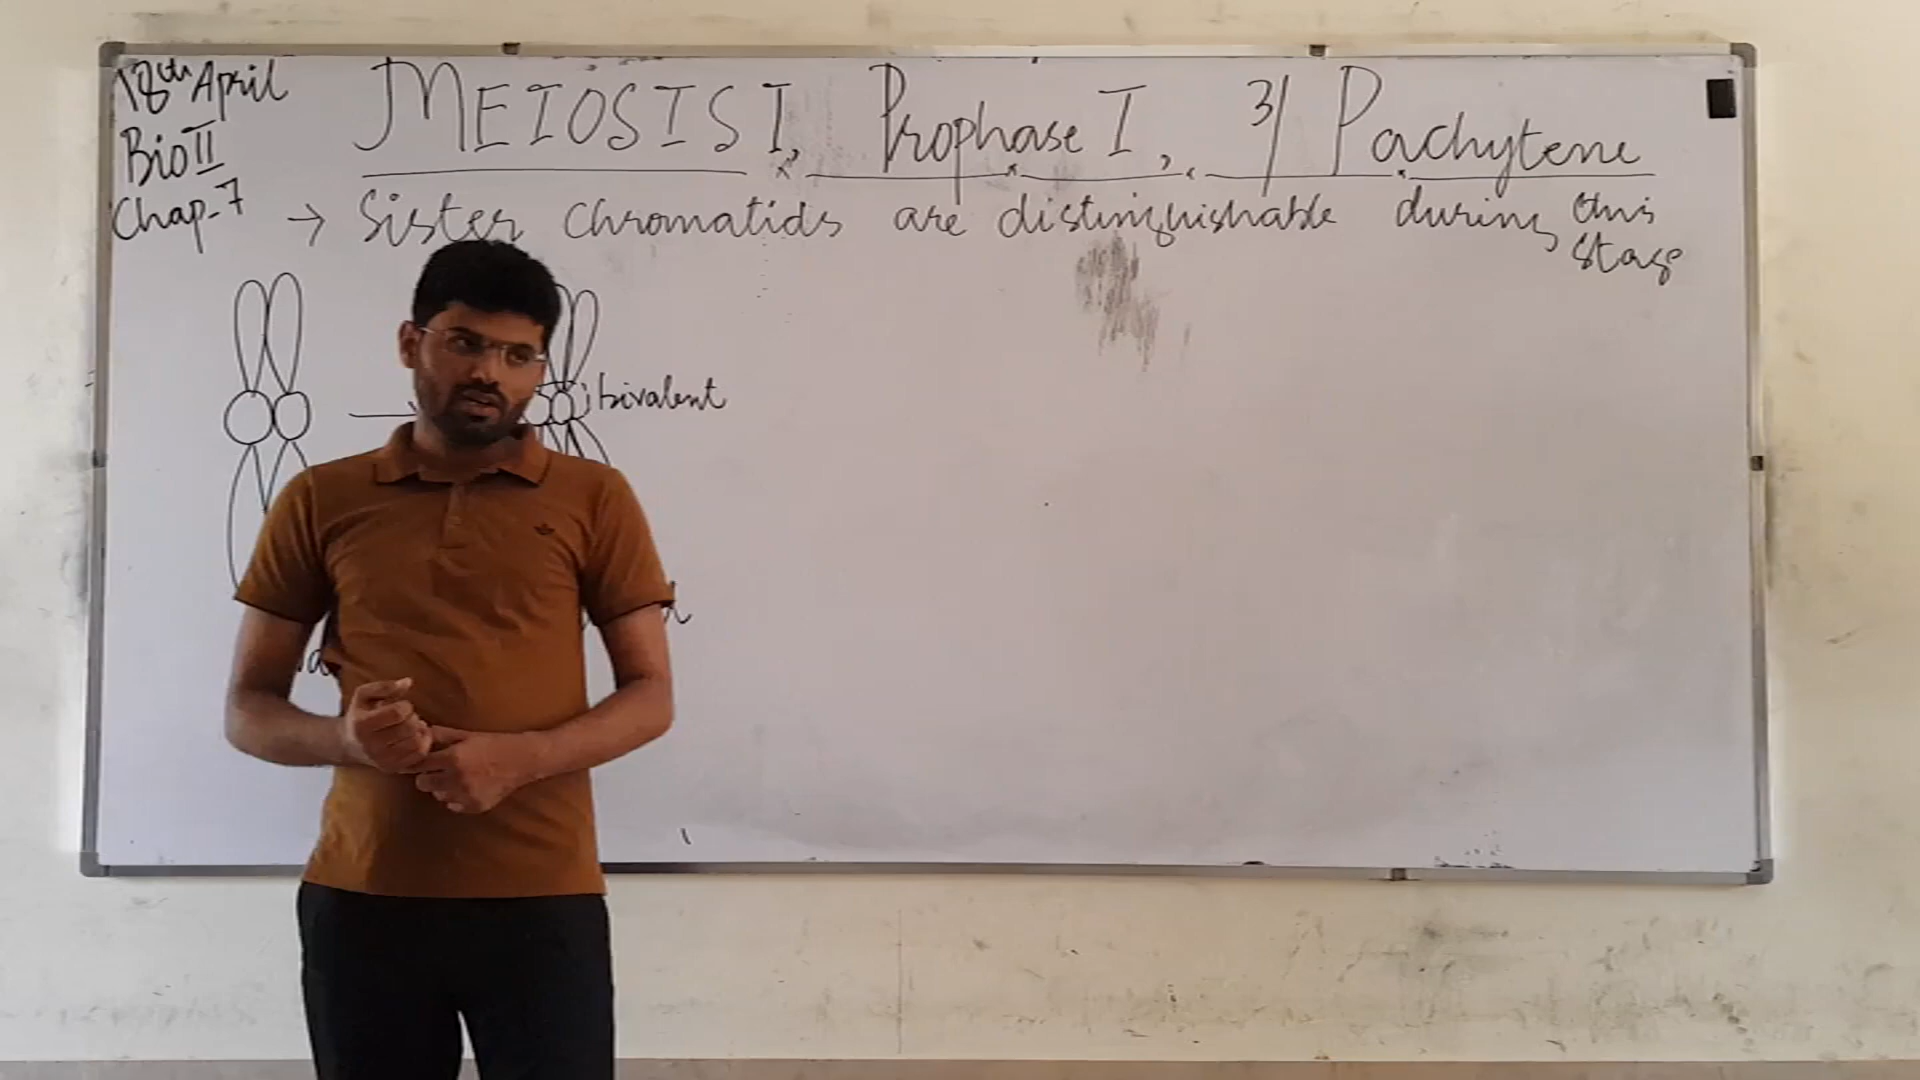 18th April
Bio II
Chap-7
MEIOSIS I, Prophase I, 3/ Pachytene
→ Sister chromatids are distinguishable during this
stage
bivalent